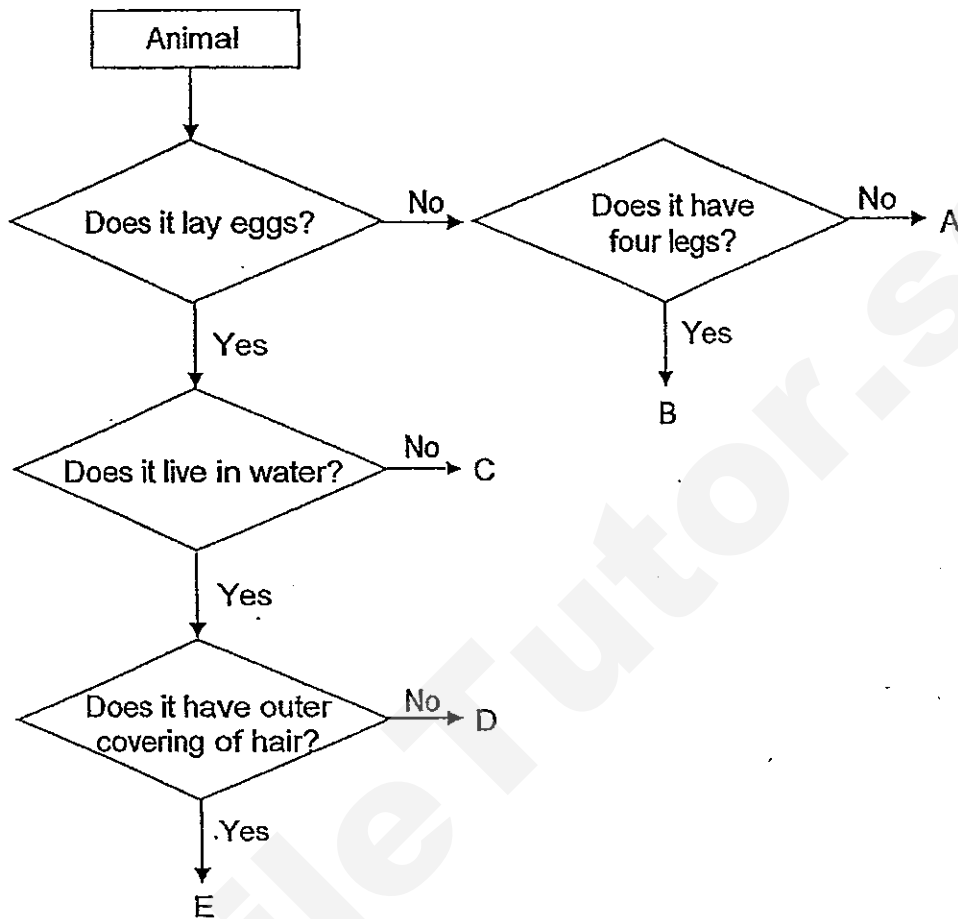 Animal
Does it lay eggs?
No
Does it have
four legs?
No
A
Yes
Yes
B
Does it live in water?
No
C
Yes
Does it have outer
covering of hair?
No
D
Yes
E
ileTutor.s